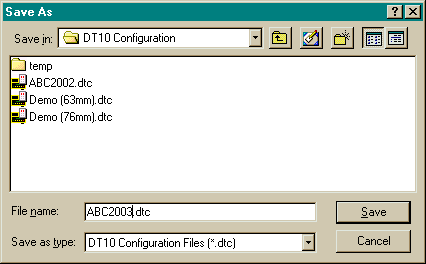 Save As
Save in: DT10 Configuration
temp
ABC2002.dtc
Demo (63mm).dtc
Demo (76mm).dtc
File name: ABC2003.dtc Save
Save as type: DT10 Configuration Files (*.dtc) Cancel